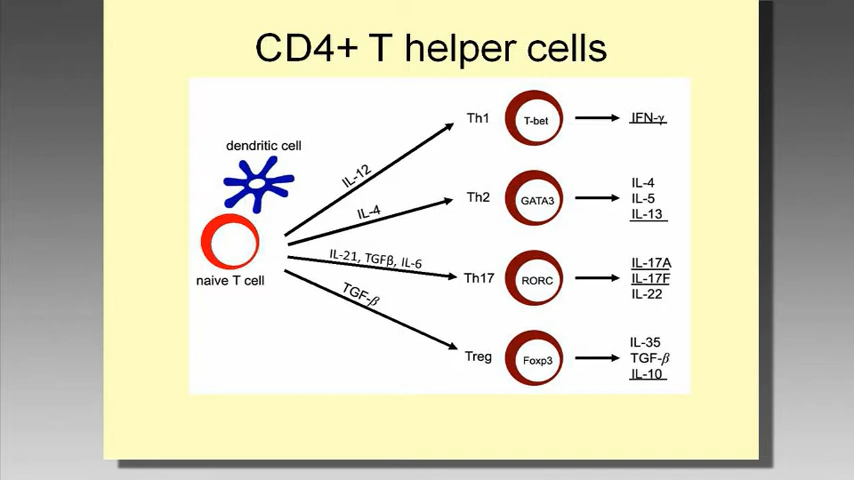 CD4+ T helper cells
dendritic cell
naive T cell
IL-12
Th1
T-bet
IFN-γ
IL-4
Th2
GATA3
IL-4
IL-5
IL-13
IL-21, TGFβ, IL-6
Th17
RORC
IL-17A
IL-17F
IL-22
TGF-β
Treg
Foxp3
IL-35
TGF-β
IL-10